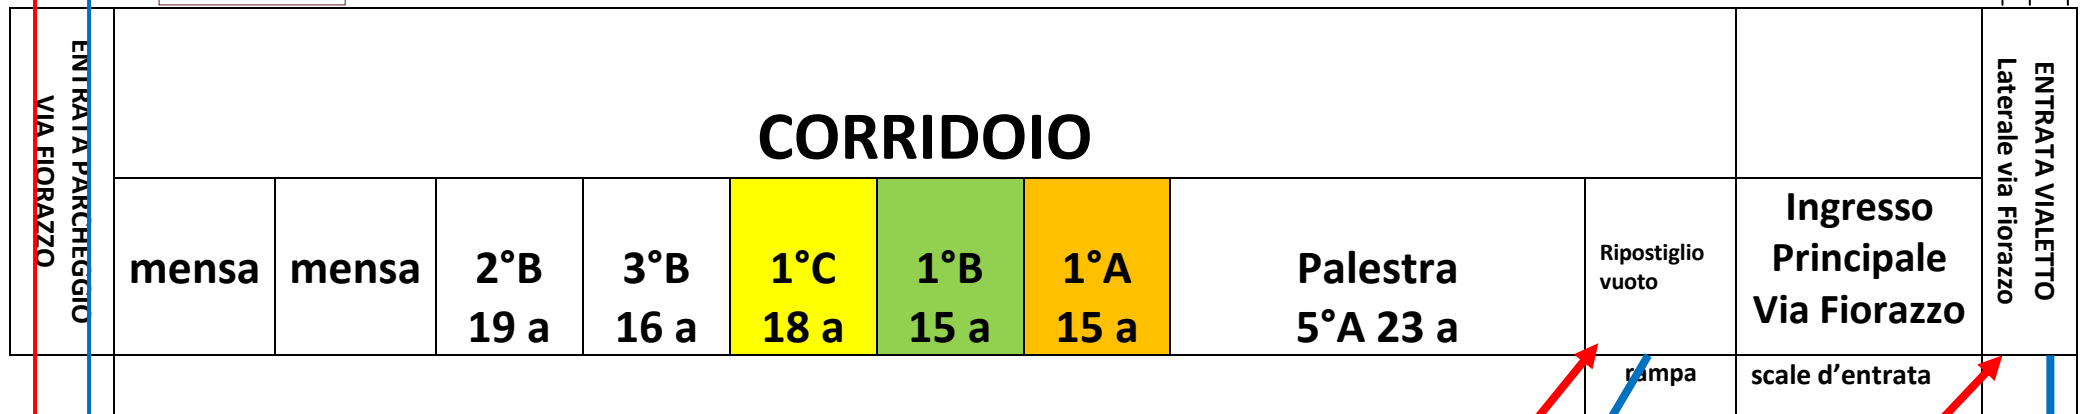 ENTRATA PARCHEGGIO
VIA FIORAZZO
CORRIDOIO
ENTRATA VIALETTO
Laterale via Fiorazzo
mensa
mensa
2°B
19 a
3°B
16 a
1°C
18 a
1°B
15 a
1°A
15 a
Palestra
5°A 23 a
Ripostiglio
vuoto
Ingresso
Principale
Via Fiorazzo
rampa
scale d’entrata